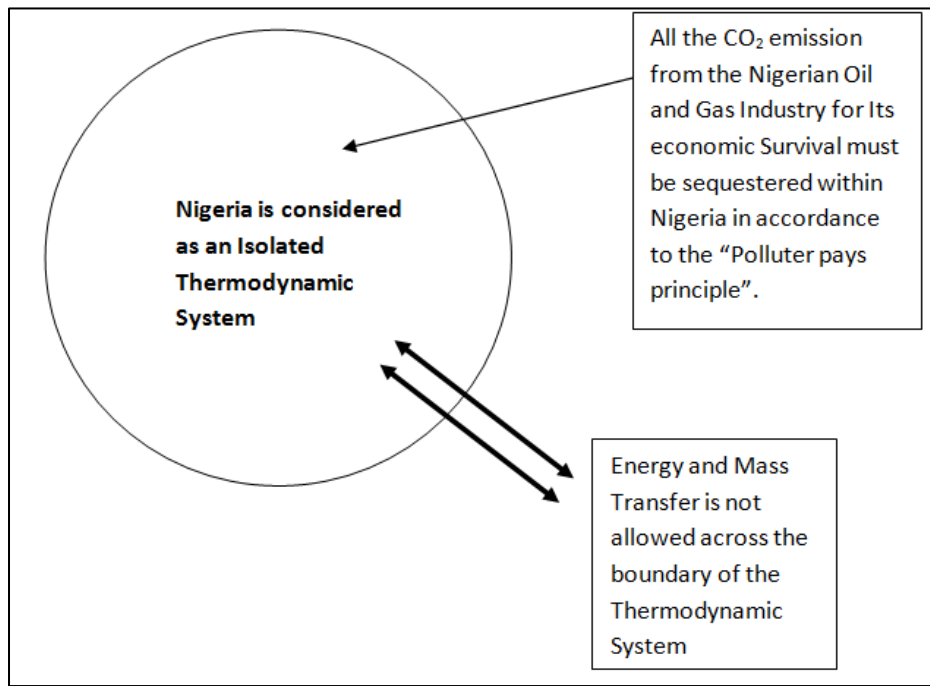 All the CO₂ emission
from the Nigerian Oil
and Gas Industry for Its
economic Survival must
be sequestered within
Nigeria in accordance
to the “Polluter pays
principle”.
Nigeria is considered
as an Isolated
Thermodynamic
System
Energy and Mass
Transfer is not
allowed across the
boundary of the
Thermodynamic
System